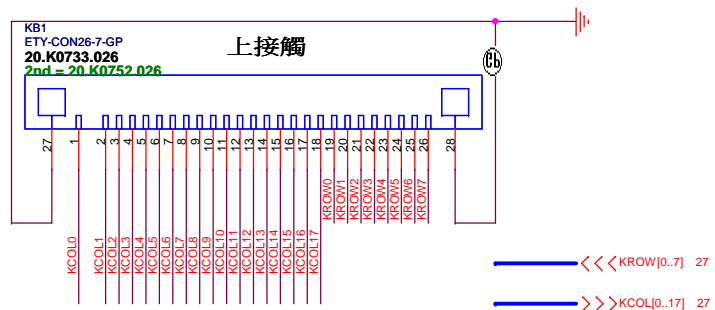 KB1
ETY-CON26-7-GP
20.K0733.026
2nd = 20.K0752.026
上接觸
27 1 2 3 4 5 6 7 8 9 10 11 12 13 14 15 16 17 18 19 20 21 22 23 24 25 26 28
KROW0 KROW1 KROW2 KROW3 KROW4 KROW5 KROW6 KROW7
KCOL0 KCOL1 KCOL2 KCOL3 KCOL4 KCOL5 KCOL6 KCOL7 KCOL8 KCOL9 KCOL10 KCOL11 KCOL12 KCOL13 KCOL14 KCOL15 KCOL16 KCOL17
KROW[0..7] 27
KCOL[0..17] 27